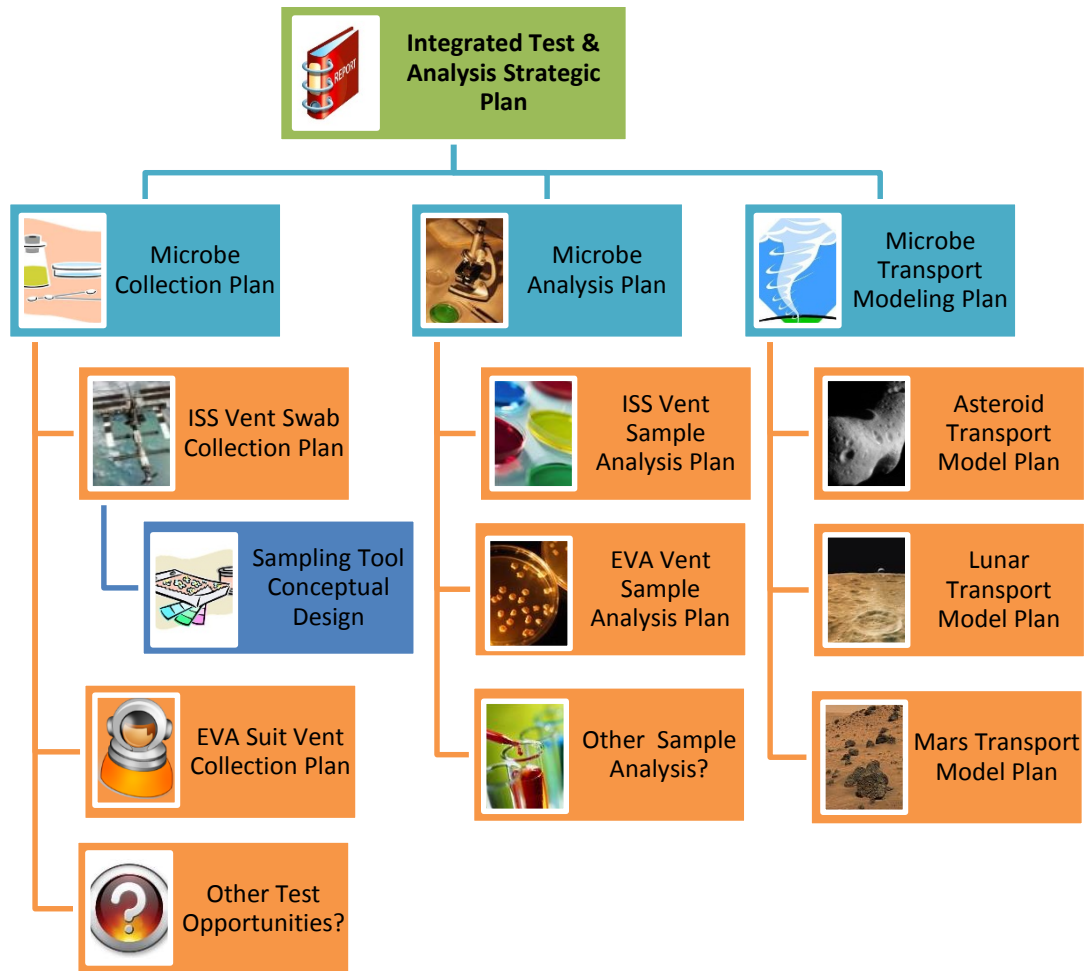 REPORT
Integrated Test &
Analysis Strategic
Plan
Microbe
Collection Plan
Microbe
Analysis Plan
Microbe
Transport
Modeling Plan
ISS Vent Swab
Collection Plan
Sampling Tool
Conceptual
Design
EVA Suit Vent
Collection Plan
Other Test
Opportunities?
ISS Vent
Sample
Analysis Plan
EVA Vent
Sample
Analysis Plan
Other  Sample
Analysis?
Asteroid
Transport
Model Plan
Lunar
Transport
Model Plan
Mars Transport
Model Plan